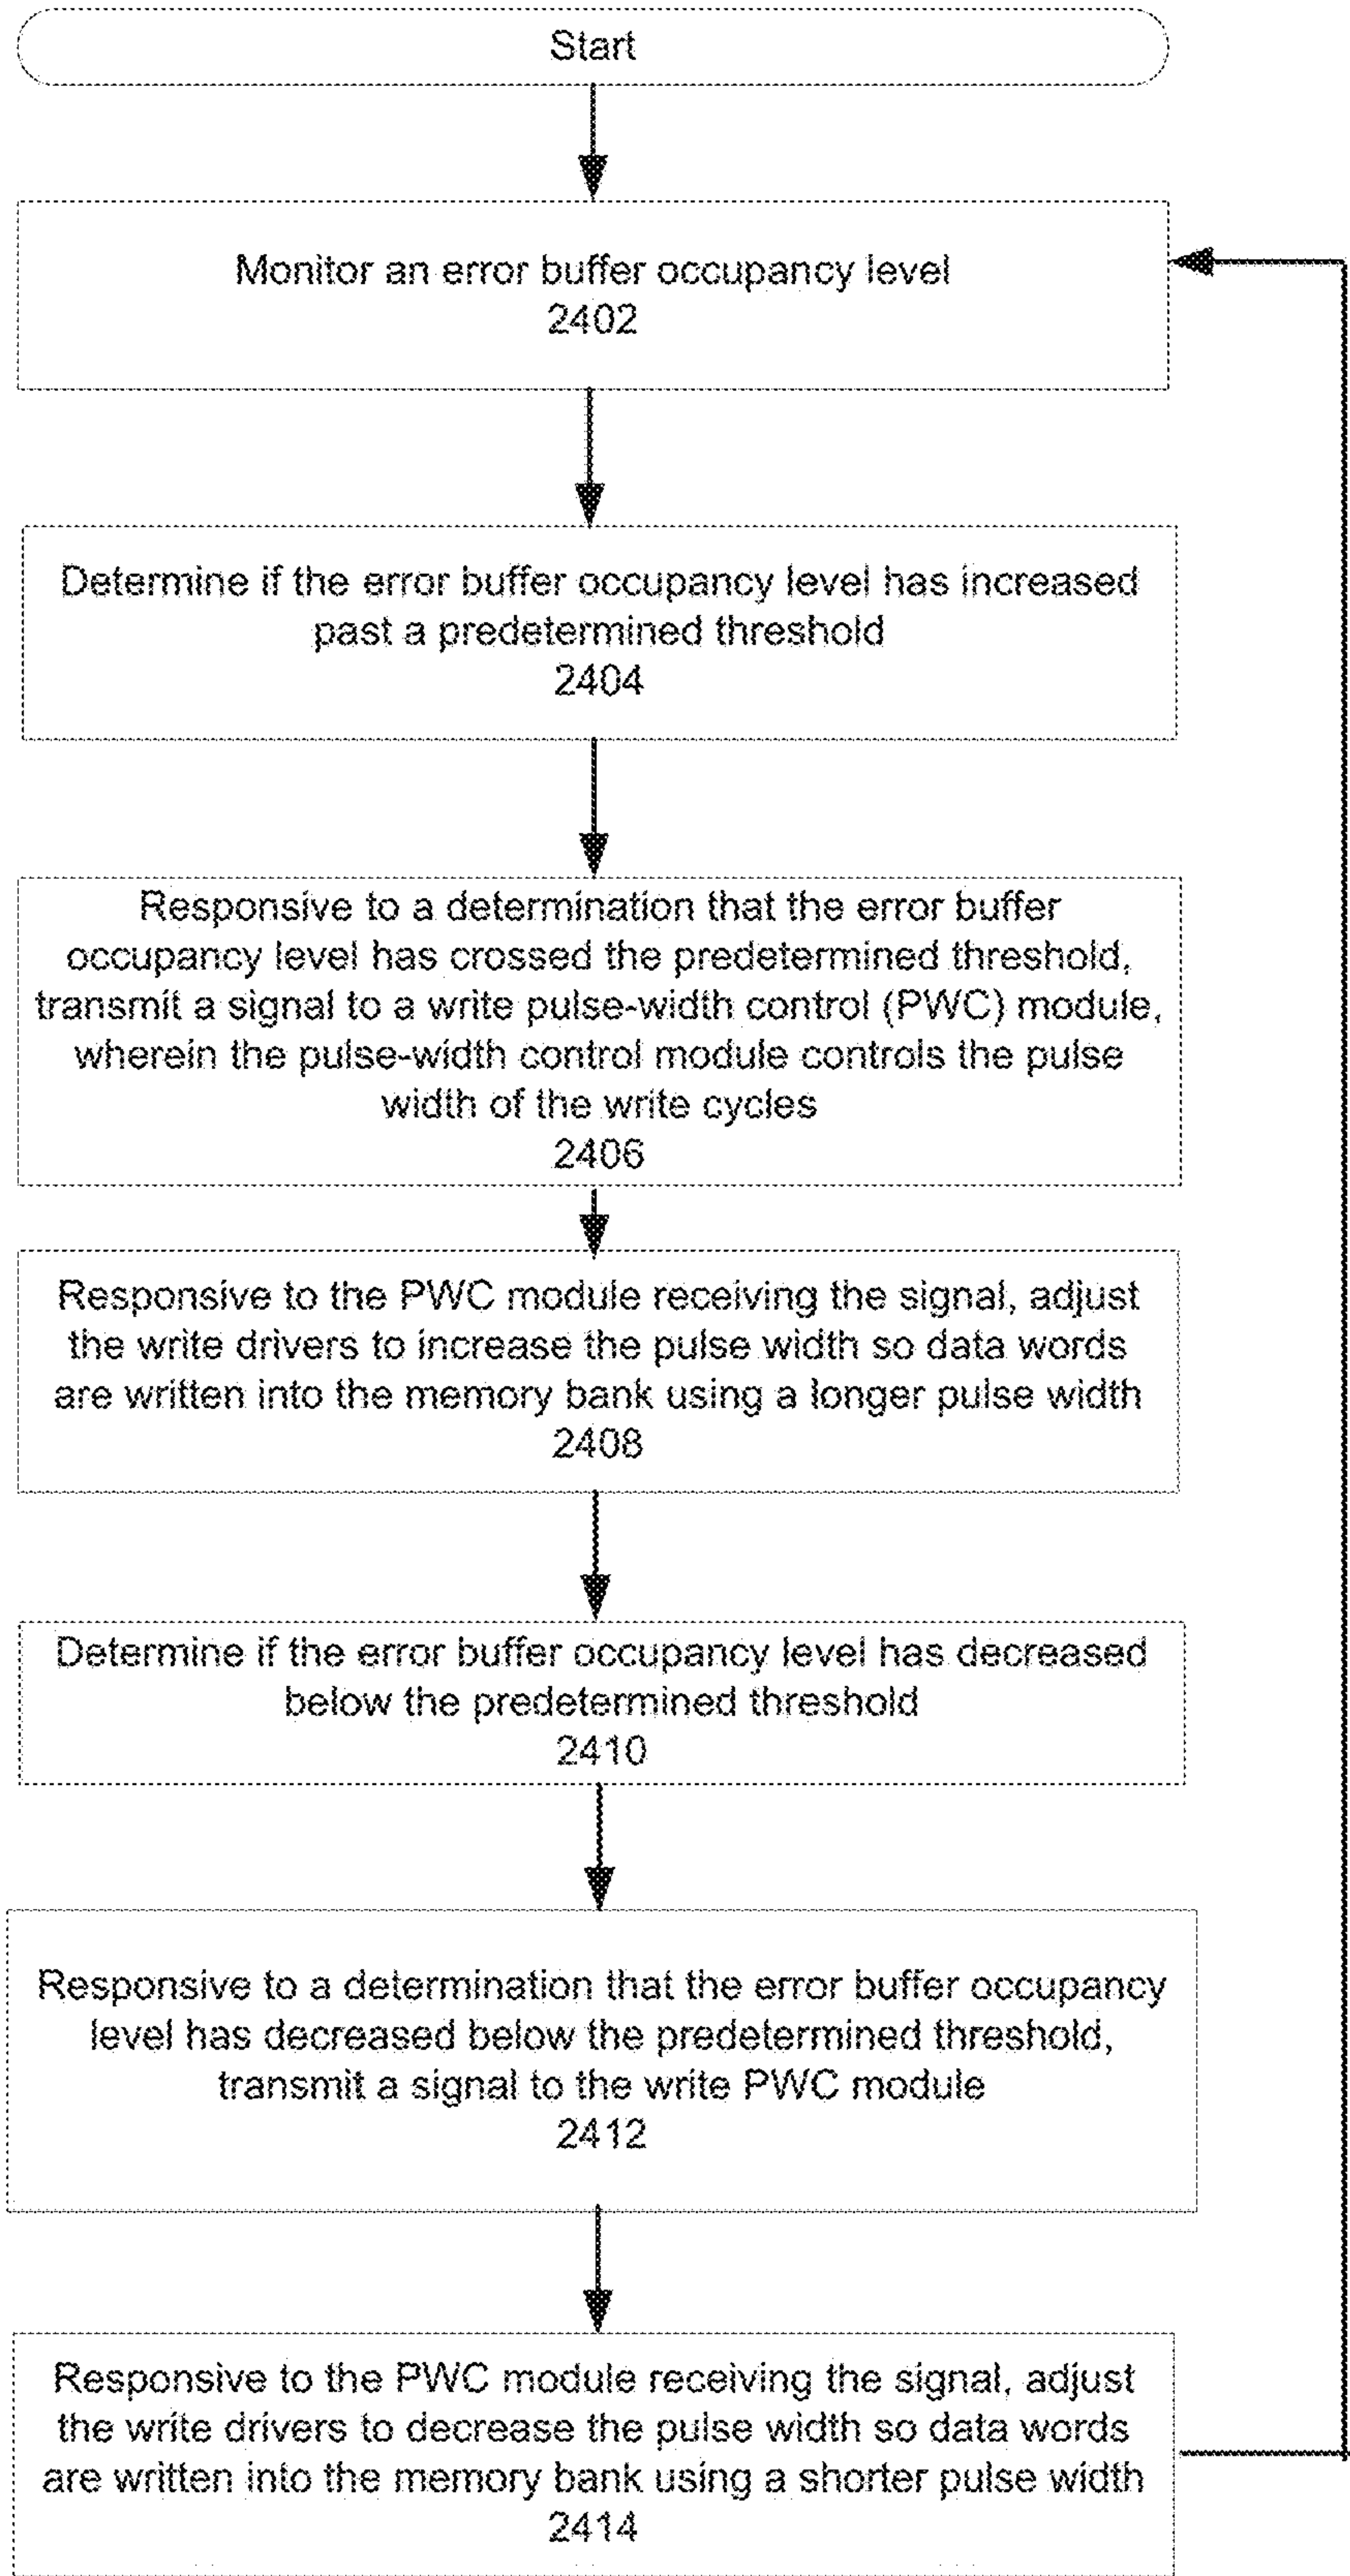 Start
Monitor an error buffer occupancy level
2402
Determine if the error buffer occupancy level has increased
past a predetermined threshold
2404
Responsive to a determination that the error buffer
occupancy level has crossed the predetermined threshold,
transmit a signal to a write pulse-width control (PWC) module,
wherein the pulse-width control module controls the pulse
width of the write cycles
2406
Responsive to the PWC module receiving the signal, adjust
the write drivers to increase the pulse width so data words
are written into the memory bank using a longer pulse width
2408
Determine if the error buffer occupancy level has decreased
below the predetermined threshold
2410
Responsive to a determination that the error buffer occupancy
level has decreased below the predetermined threshold,
transmit a signal to the write PWC module
2412
Responsive to the PWC module receiving the signal, adjust
the write drivers to decrease the pulse width so data words
are written into the memory bank using a shorter pulse width
2414